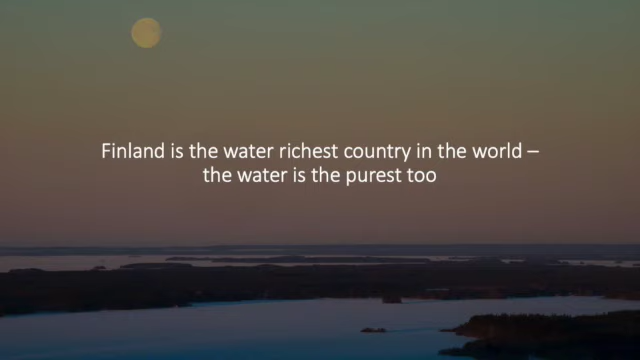 Finland is the water richest country in the world –
the water is the purest too